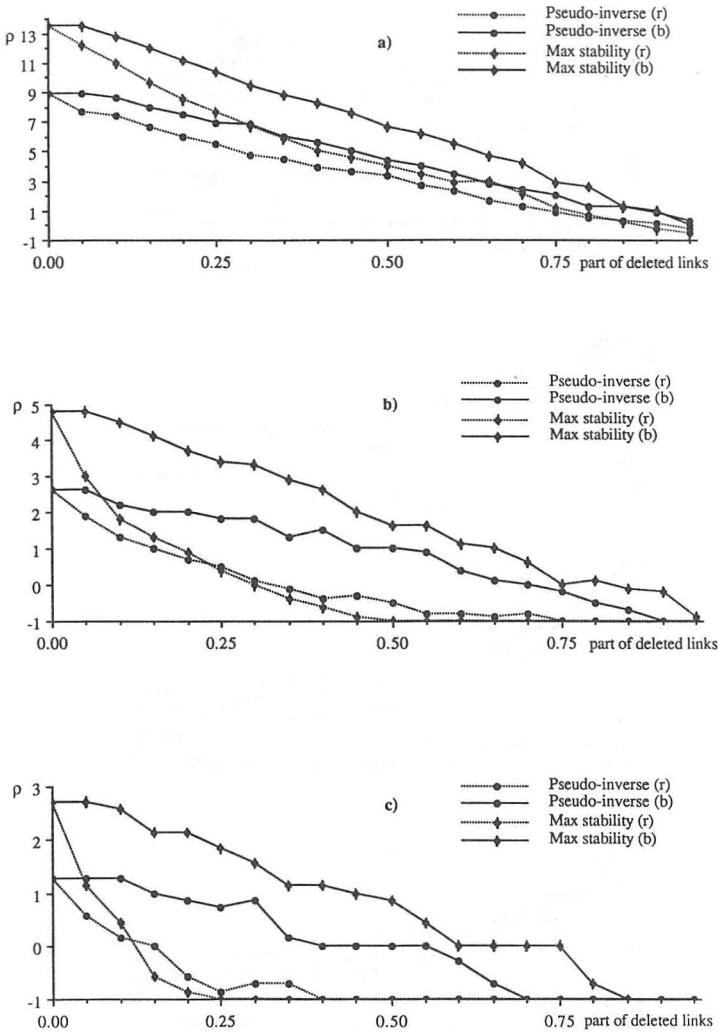 Pseudo-inverse (r)
Pseudo-inverse (b)
Max stability (r)
Max stability (b)
a)
ρ 13
11
9
7
5
3
1
-1
0.00 0.25 0.50 0.75 part of deleted links
Pseudo-inverse (r)
Pseudo-inverse (b)
Max stability (r)
Max stability (b)
b)
ρ 5
4
3
2
1
0
-1
0.00 0.25 0.50 0.75 part of deleted links
Pseudo-inverse (r)
Pseudo-inverse (b)
Max stability (r)
Max stability (b)
c)
ρ 3
2
1
0
-1
0.00 0.25 0.50 0.75 part of deleted links